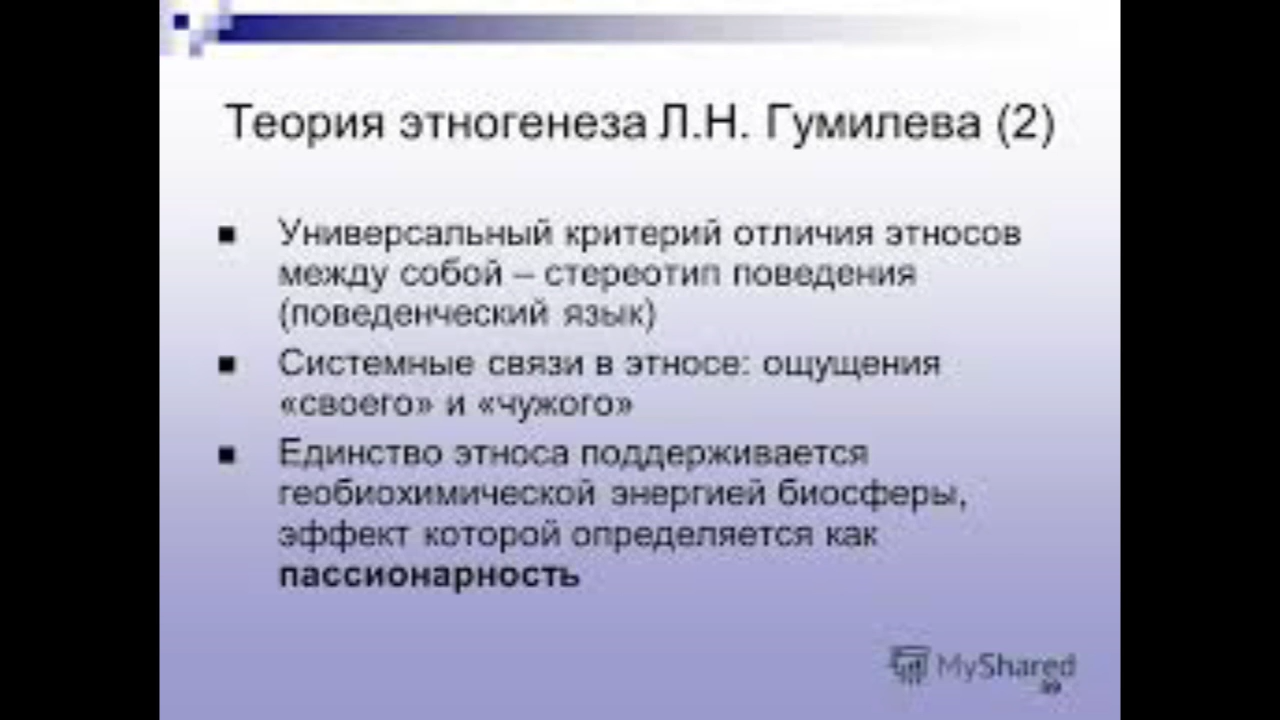 Теория этногенеза Л.Н. Гумилева (2)
Универсальный критерий отличия этносов
между собой – стереотип поведения
(поведенческий язык)
Системные связи в этносе: ощущения
«своего» и «чужого»
Единство этноса поддерживается
геобиохимической энергией биосферы,
эффект которой определяется как
пассионарность
MyShared